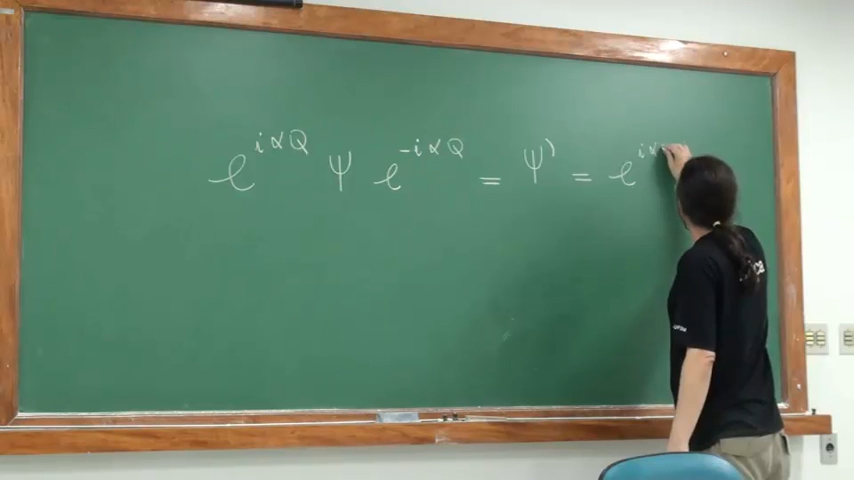 e^{iαQ} ψ e^{-iαQ} = ψ' = e^{iα